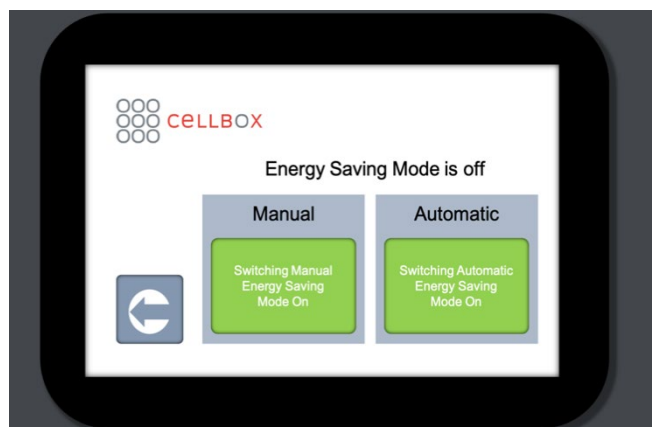 cellbox
Energy Saving Mode is off
Manual
Automatic
Switching Manual
Energy Saving
Mode On
Switching Automatic
Energy Saving
Mode On